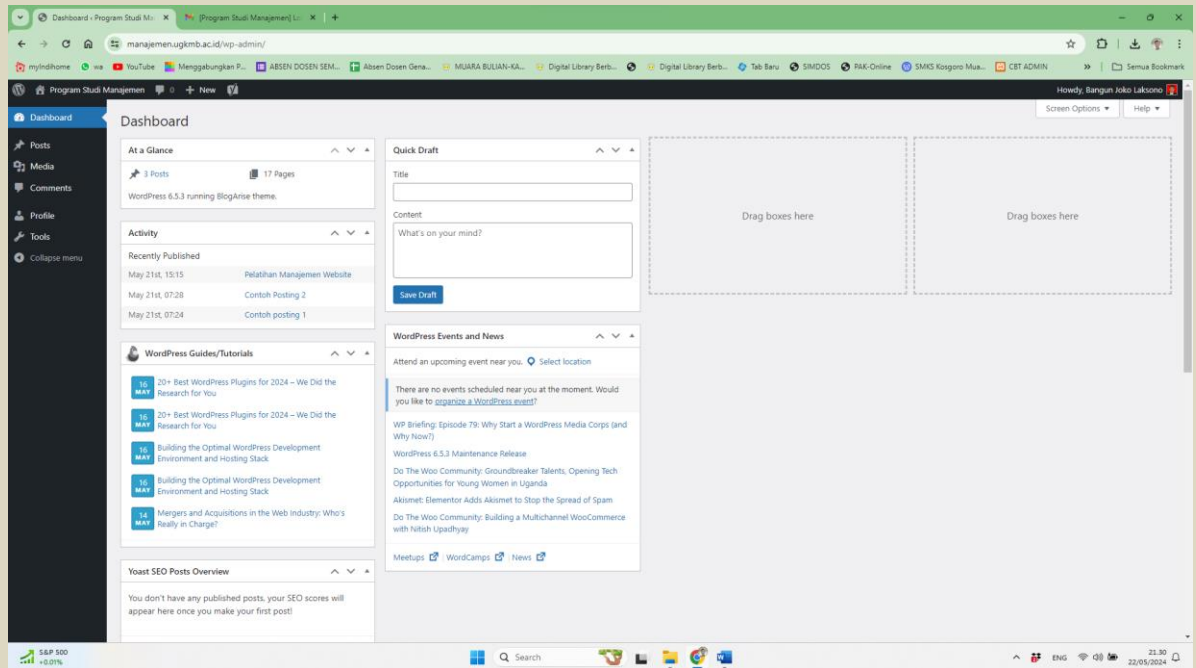 Dashboard ‹ Program Studi Ma
[Program Studi Manajemen] Lo
manajemen.ugkmb.ac.id/wp-admin/
myIndihome
wa
YouTube
Menggabungkan P...
ABSEN DOSEN SEM...
Absen Dosen Gena...
MUARA BULIAN-KA...
Digital Library Berb...
Digital Library Berb...
Tab Baru
SIMDOS
PAK-Online
SMKS Kosgoro Mua...
CBT ADMIN
Semua Bookmark
Program Studi Manajemen
0
New
Howdy, Bangun Joko Laksono
Screen Options
Help
Dashboard
Posts
Media
Comments
Profile
Tools
Collapse menu
Dashboard
At a Glance
3 Posts
17 Pages
WordPress 6.5.3 running BlogArise theme.
Activity
Recently Published
May 21st, 15:15 Pelatihan Manajemen Website
May 21st, 07:28 Contoh Posting 2
May 21st, 07:24 Contoh posting 1
WordPress Guides/Tutorials
16 MAY
20+ Best WordPress Plugins for 2024 – We Did the
Research for You
16 MAY
20+ Best WordPress Plugins for 2024 – We Did the
Research for You
16 MAY
Building the Optimal WordPress Development
Environment and Hosting Stack
16 MAY
Building the Optimal WordPress Development
Environment and Hosting Stack
14 MAY
Mergers and Acquisitions in the Web Industry: Who's
Really in Charge?
Yoast SEO Posts Overview
You don't have any published posts, your SEO scores will
appear here once you make your first post!
Quick Draft
Title
Content
What's on your mind?
Save Draft
WordPress Events and News
Attend an upcoming event near you. Select location
There are no events scheduled near you at the moment. Would
you like to organize a WordPress event?
WP Briefing: Episode 79: Why Start a WordPress Media Corps (and
Why Now?)
WordPress 6.5.3 Maintenance Release
Do The Woo Community: Groundbreaker Talents, Opening Tech
Opportunities for Young Women in Uganda
Akismet: Elementor Adds Akismet to Stop the Spread of Spam
Do The Woo Community: Building a Multichannel WooCommerce
with Nitish Upadhyay
Meetups | WordCamps | News
Drag boxes here
Drag boxes here
S&P 500
+0.01%
Search
ENG
21.30
22/05/2024